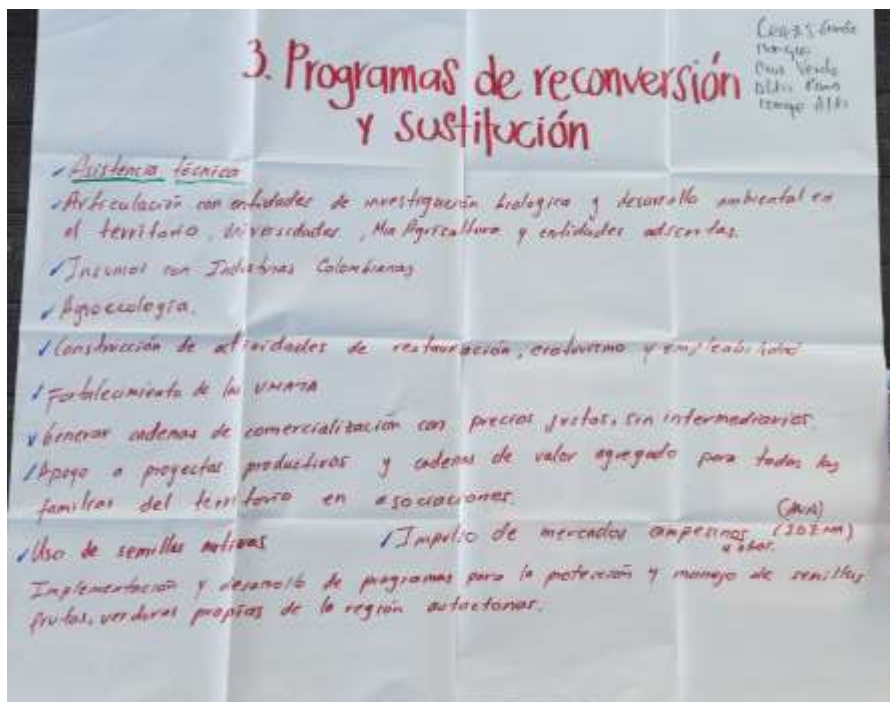 3. Programas de reconversión
y sustitución
Cruz Verde
✓ Asistencia técnica
✓ Articulación con entidades de investigación biologica y desarrollo ambiental en
el territorio, Universidades, Min Agricultura y entidades adscritas.
✓ Insumos con Industrias Colombianas
✓ Agroecología.
✓ Construcción de actividades de restauración, ecoturismo y empleabilidad
✓ Fortalecimiento de las UMATA
✓ Generar cadenas de comercialización con precios justos, sin intermediarios.
✓ Apoyo a proyectos productivos y cadenas de valor agregado para todas las
familias del territorio en asociaciones.
✓ Uso de semillas nativas ✓ Impulso de mercados campesinos
Implementación y desarrollo de programas para la protección y manejo de semillas
frutas, verduras propias de la región autoctonas.